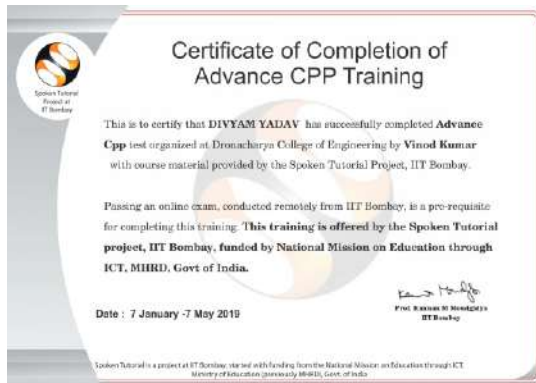 Spoken Tutorial
Project at
IIT Bombay
Certificate of Completion of
Advance CPP Training
This is to certify that DIVYAM YADAV has successfully completed Advance
Cpp test organized at Dronacharya College of Engineering by Vinod Kumar
with course material provided by the Spoken Tutorial Project, IIT Bombay.
Passing an online exam, conducted remotely from IIT Bombay, is a pre-requisite
for completing this training. This training is offered by the Spoken Tutorial
project, IIT Bombay, funded by National Mission on Education through
ICT, MHRD, Govt of India.
Date : 7 January -7 May 2019
Prof. Kannan M Moudgalya
IIT Bombay
Spoken Tutorial is a project at IIT Bombay, started with funding from the National Mission on Education through ICT,
Ministry of Education (previously MHRD), Govt. of India